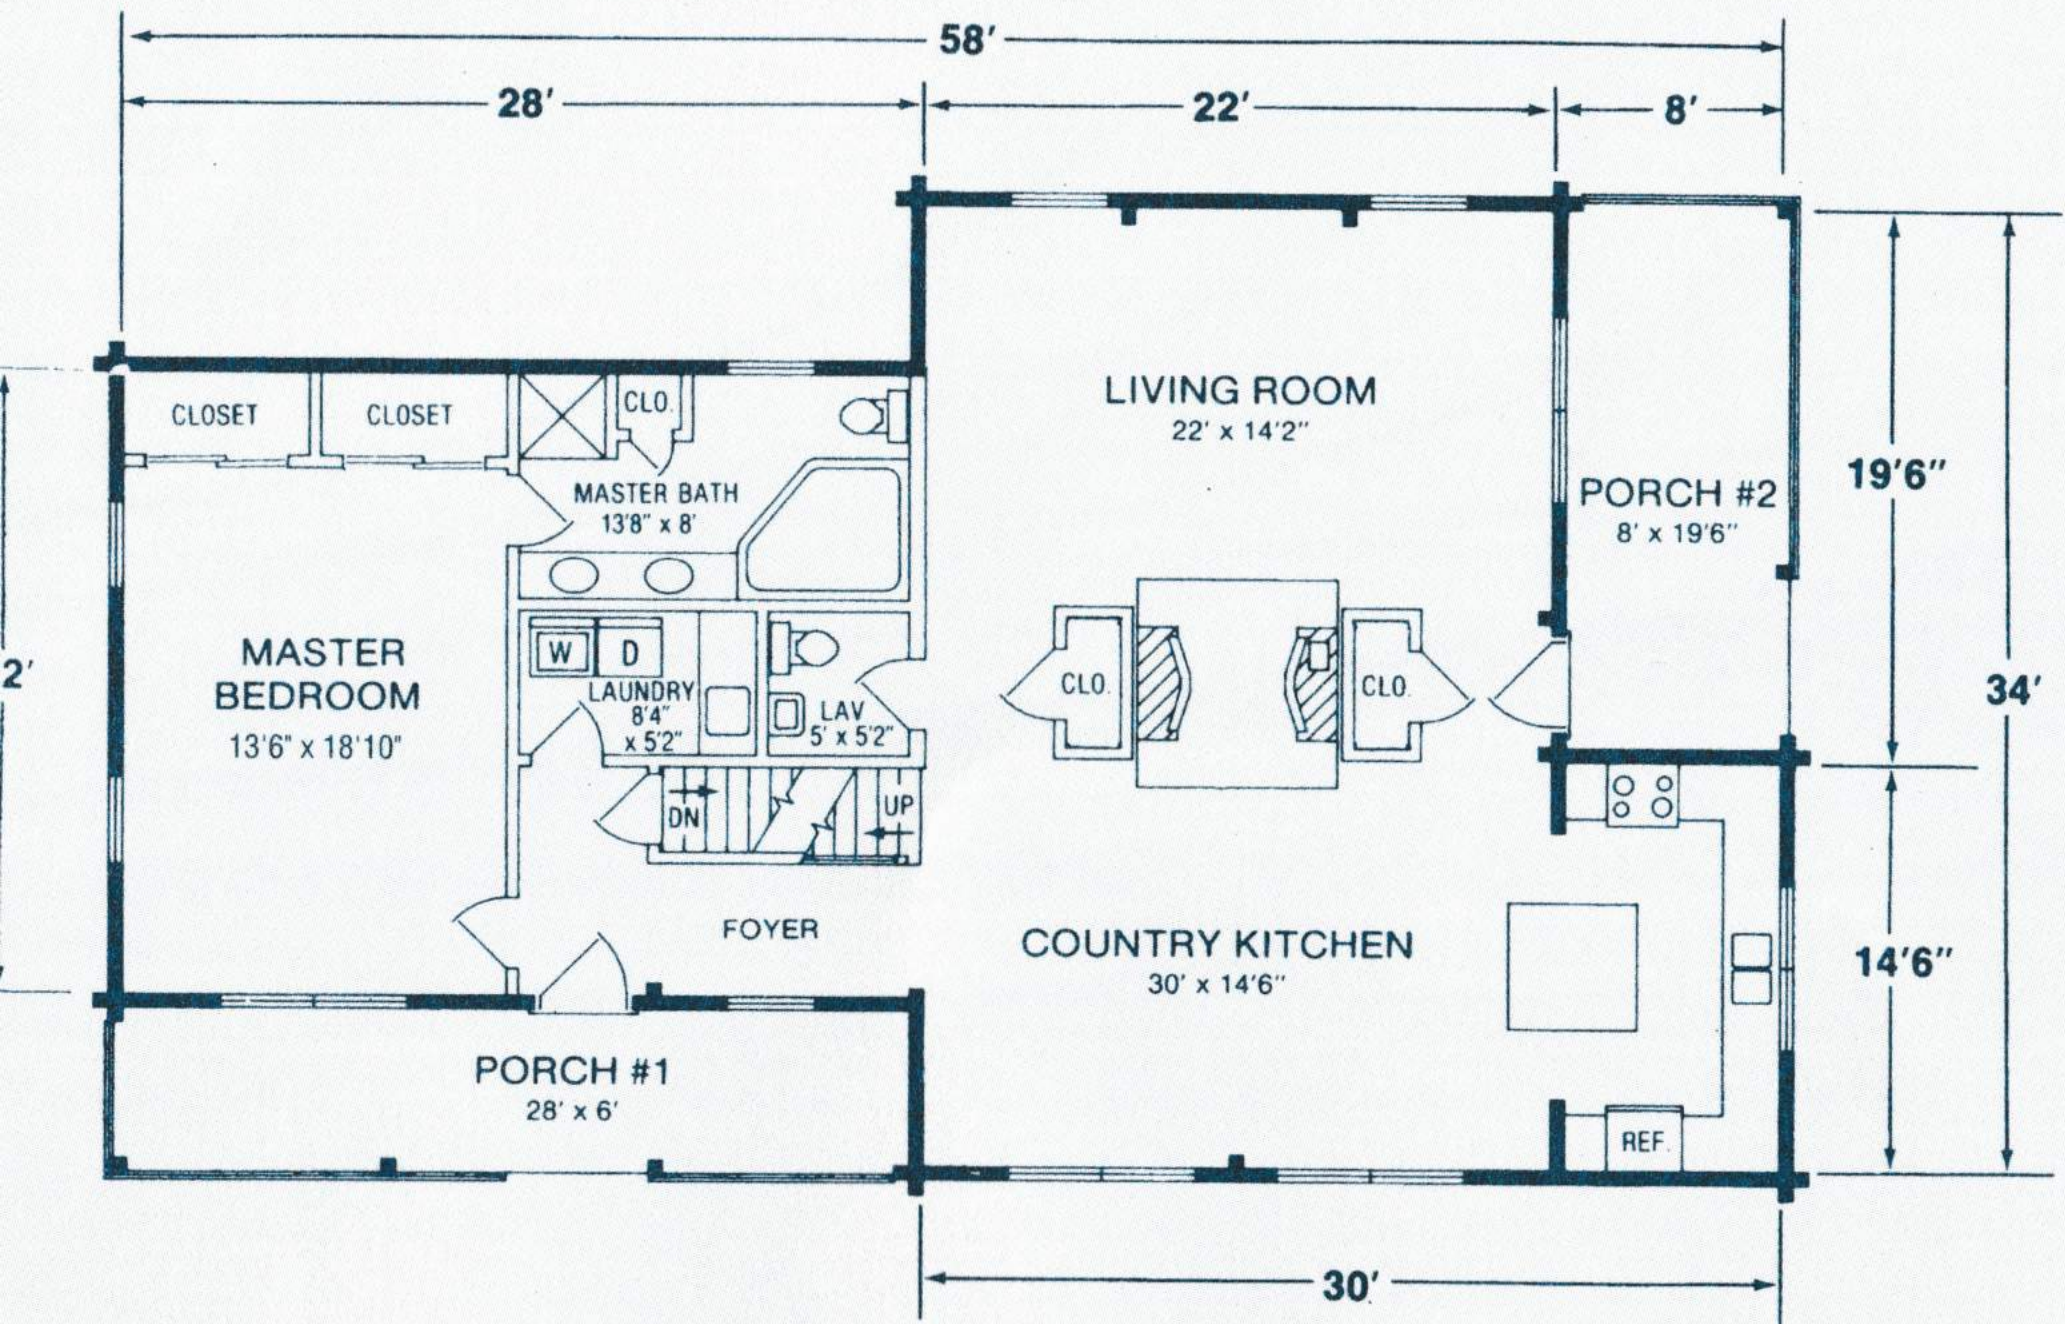 58'
28'
22'
8'
CLOSET
CLOSET
CLO.
LIVING ROOM
22' x 14'2"
MASTER BATH
13'8" x 8'
PORCH #2
8' x 19'6"
19'6"
34'
2'
MASTER
BEDROOM
13'6" x 18'10"
W
D
LAUNDRY
8'4"
x 5'2"
LAV
5' x 5'2"
CLO.
CLO.
DN
UP
FOYER
COUNTRY KITCHEN
30' x 14'6"
14'6"
PORCH #1
28' x 6'
REF.
30'